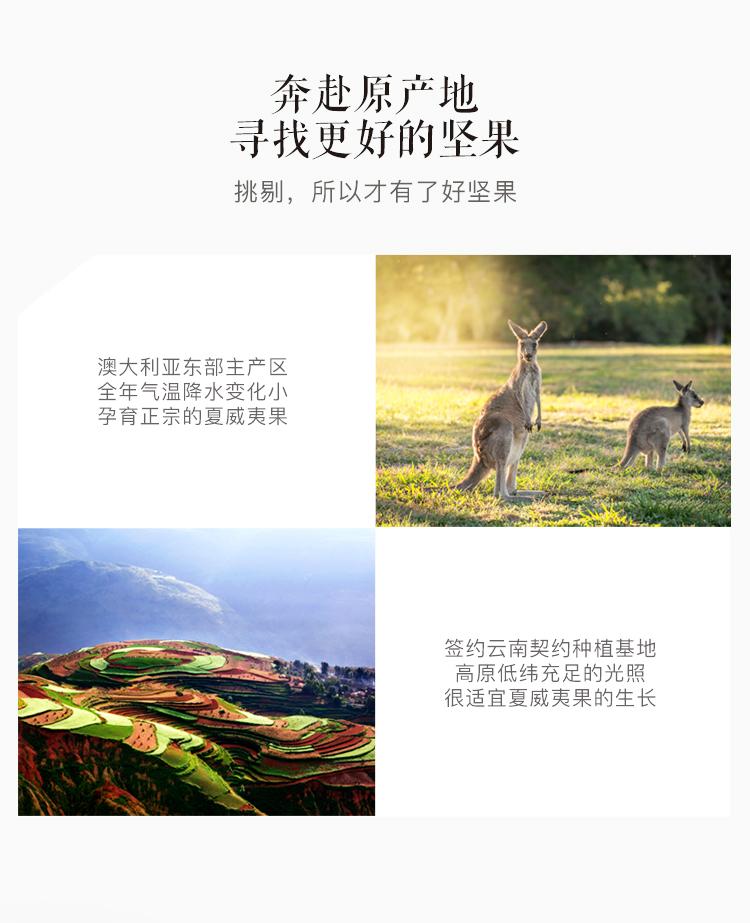 奔赴原产地
寻找更好的坚果
挑剔，所以才有了好坚果
澳大利亚东部主产区
全年气温降水变化小
孕育正宗的夏威夷果
签约云南契约种植基地
高原低纬充足的光照
很适宜夏威夷果的生长